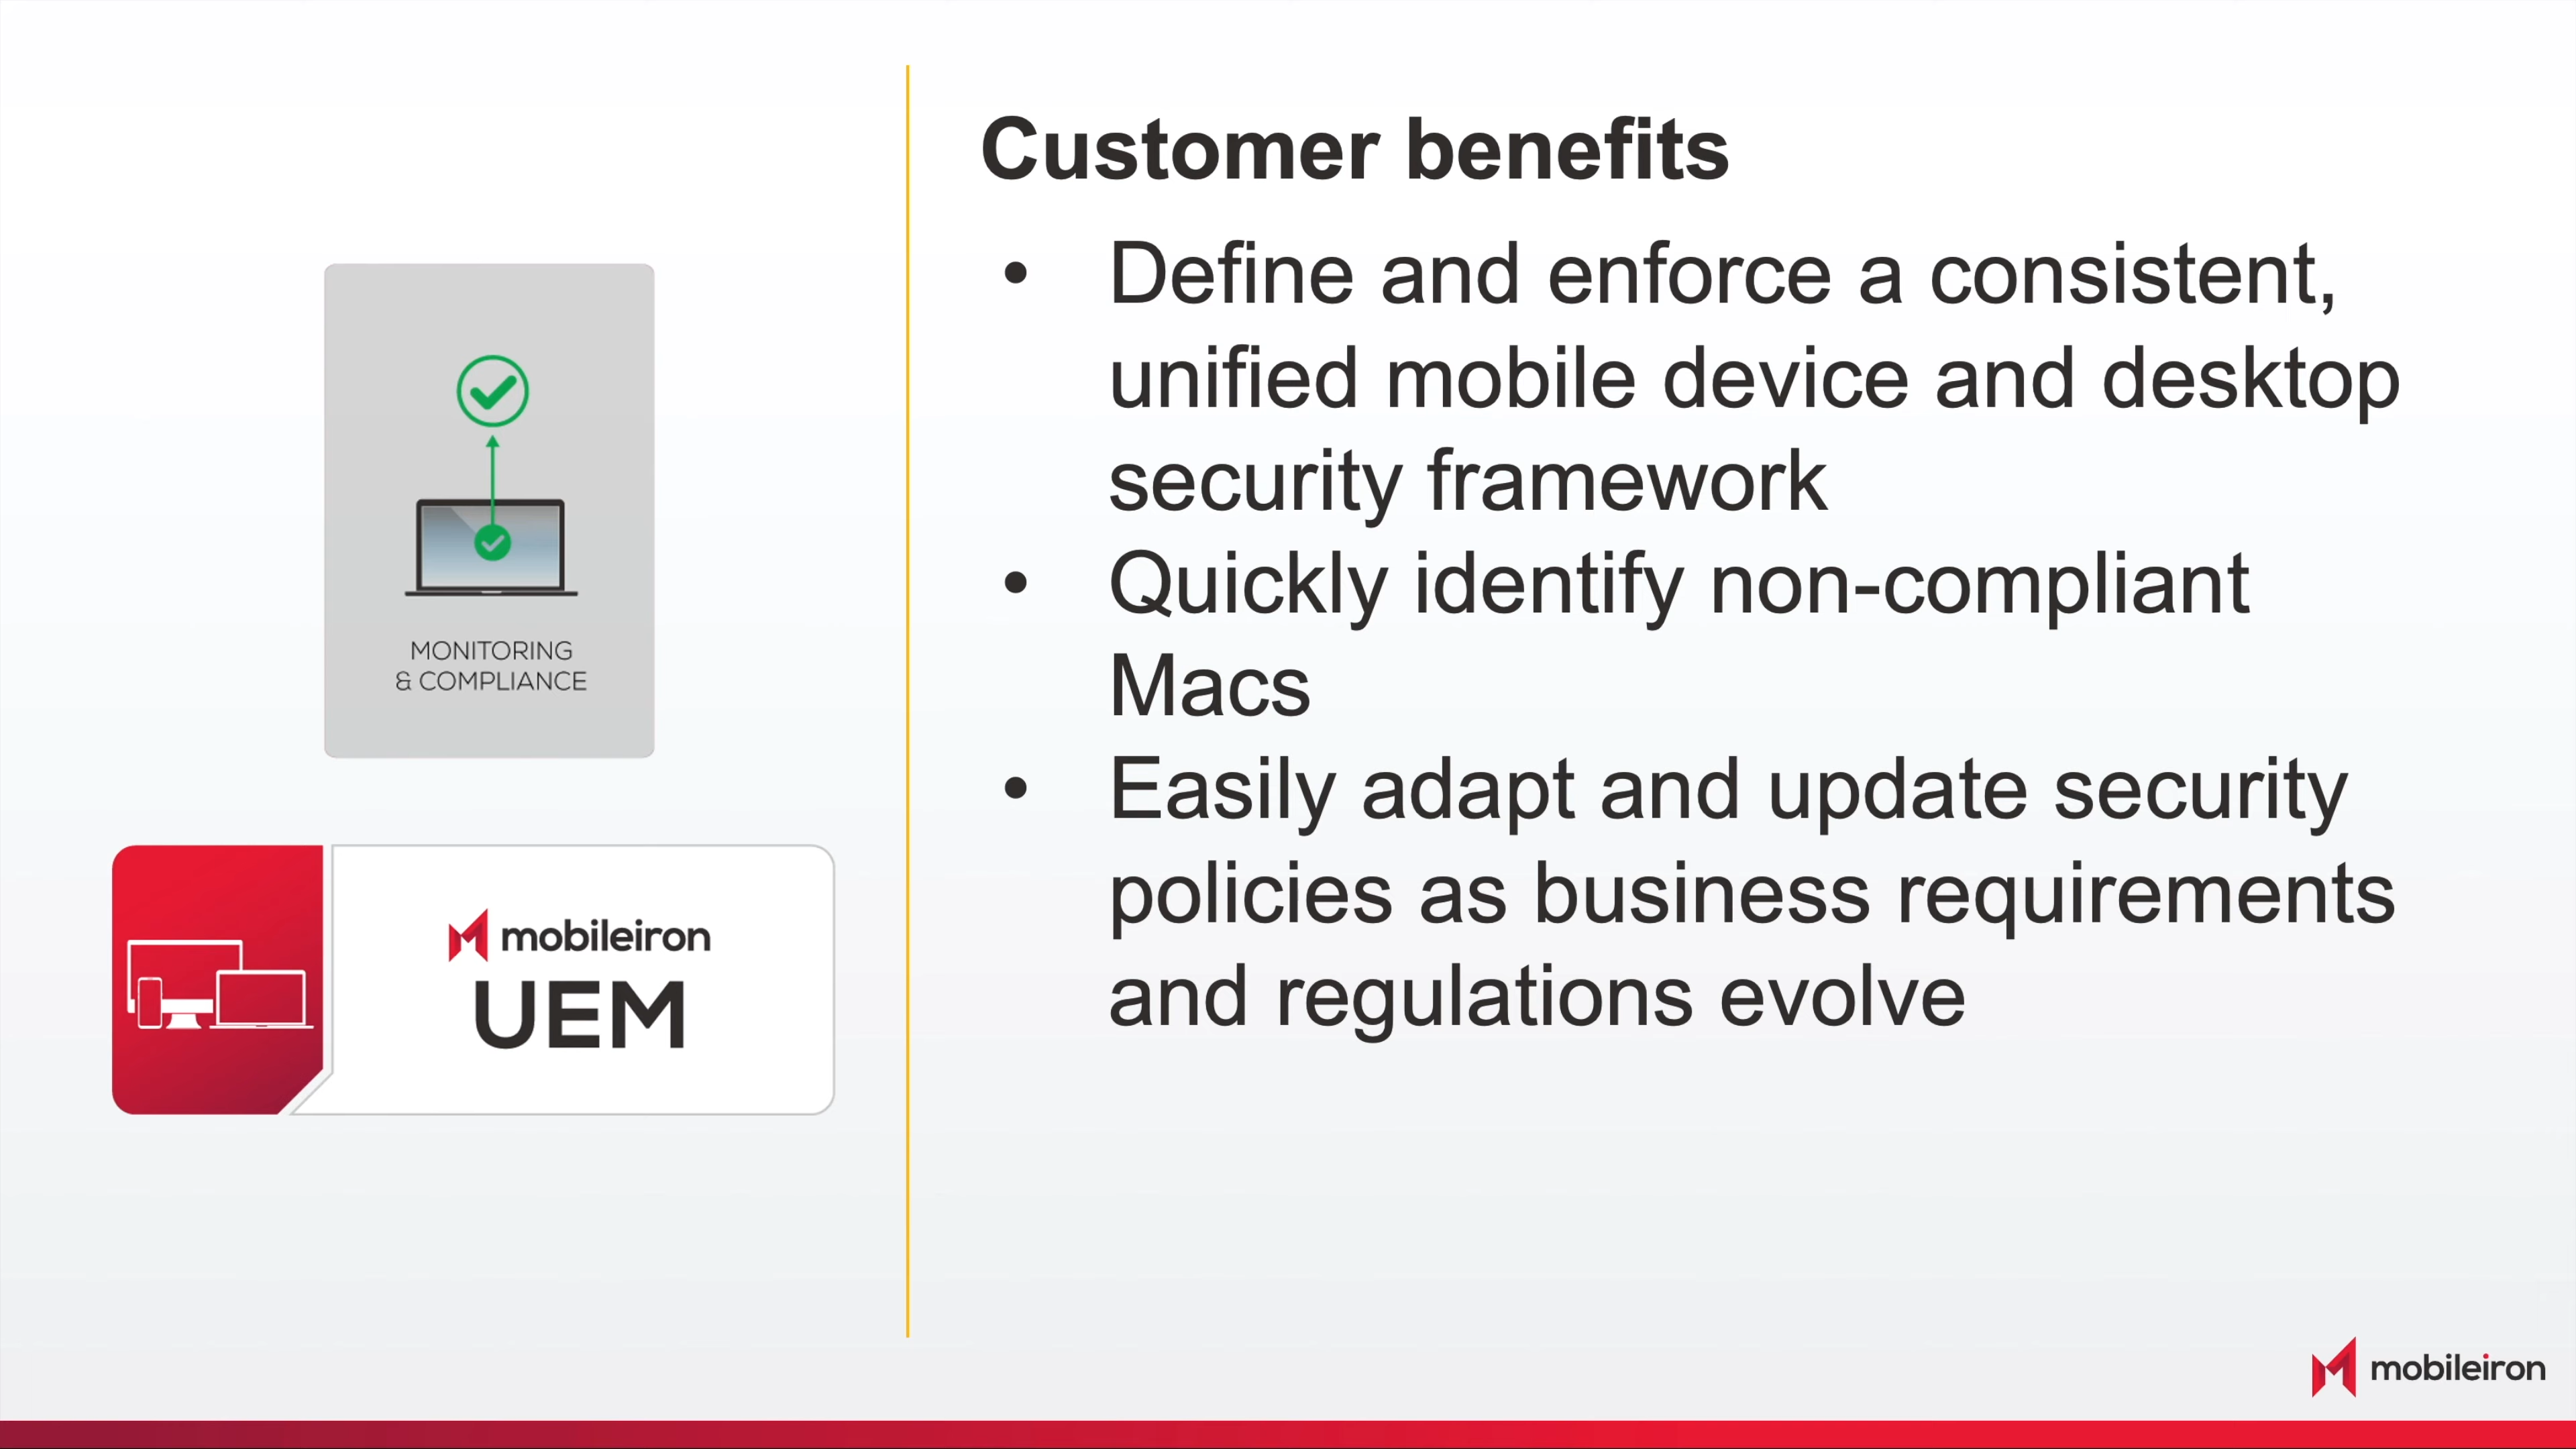 MONITORING
& COMPLIANCE
mobileiron
UEM
Customer benefits
• Define and enforce a consistent,
unified mobile device and desktop
security framework
• Quickly identify non-compliant
Macs
• Easily adapt and update security
policies as business requirements
and regulations evolve
mobileiron